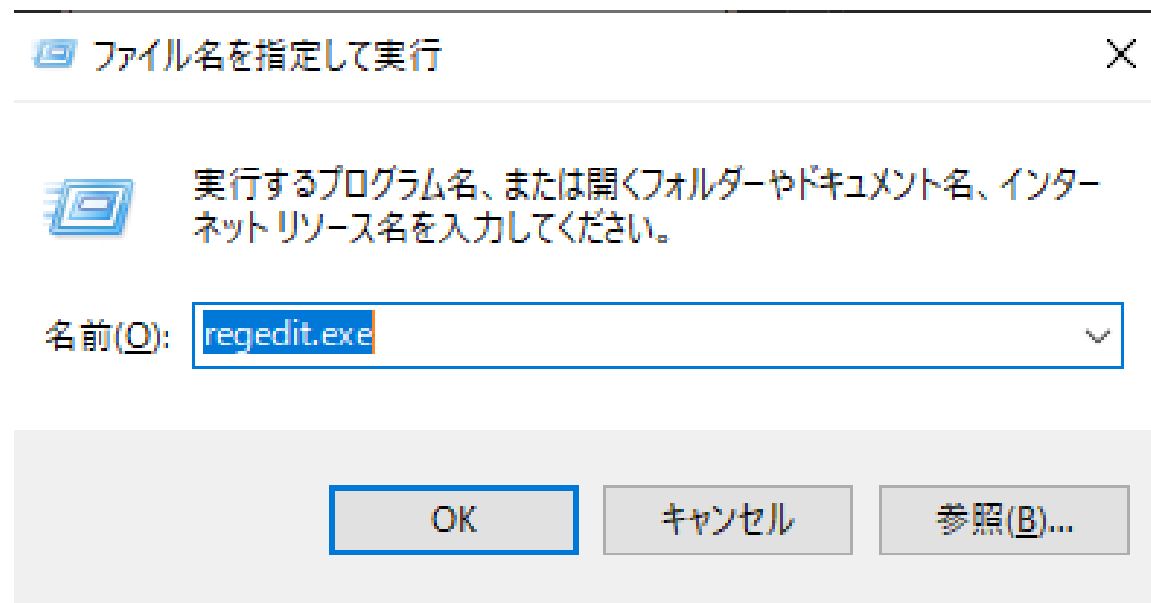 ファイル名を指定して実行
実行するプログラム名、または開くフォルダーやドキュメント名、インター
ネット リソース名を入力してください。
名前(O): regedit.exe
OK キャンセル 参照(B)...